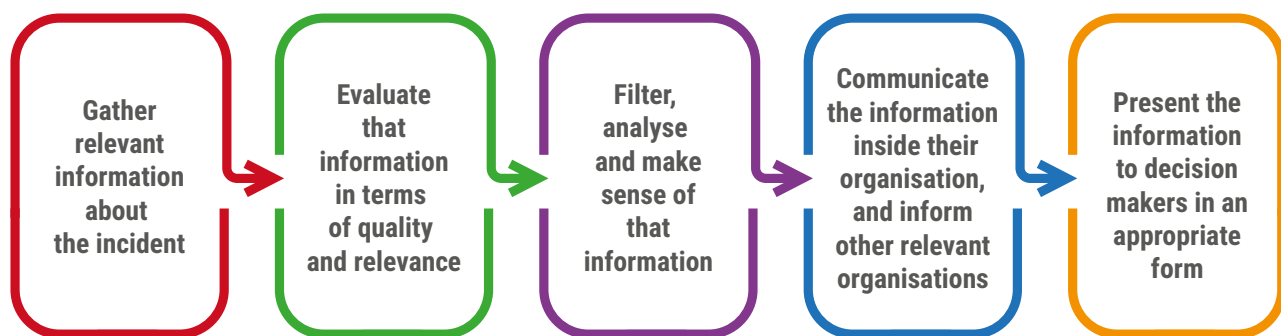 Gather
relevant
information
about
the incident
Evaluate
that
information
in terms
of quality
and relevance
Filter,
analyse
and make
sense of
that
information
Communicate
the information
inside their
organisation,
and inform
other relevant
organisations
Present the
information
to decision
makers in an
appropriate
form